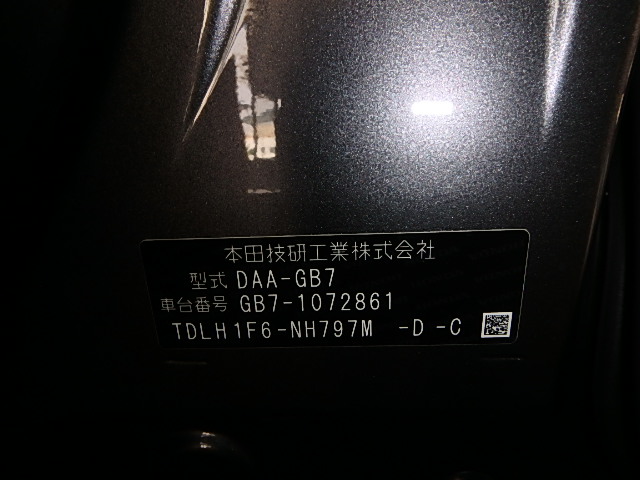 本田技研工業株式会社
型式 DAA-GB7
車台番号 GB7-1072861
TDLH1F6-NH797M -D -C